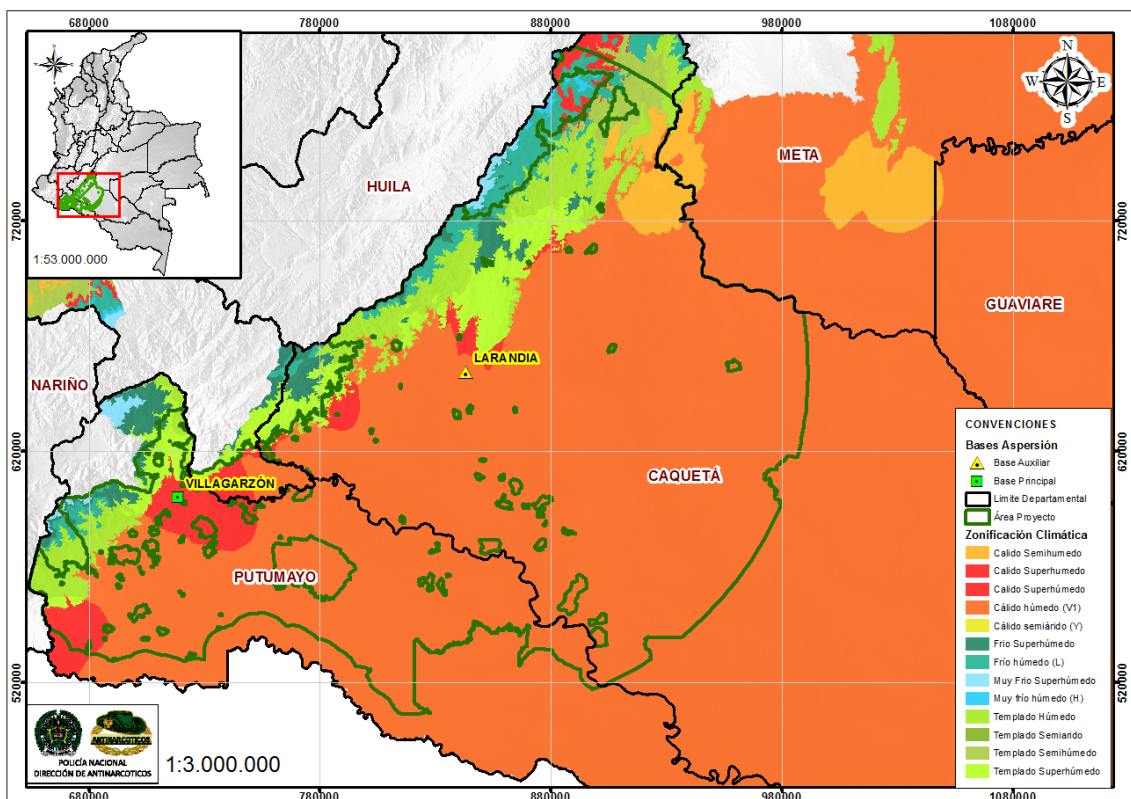 680000 780000 880000 980000 1080000
N
W E
S
1:53.000.000
HUILA
META
GUAVIARE
NARIÑO
LARANDIA
VILLAGARZÓN
CAQUETÁ
PUTUMAYO
720000
620000
520000
720000
620000
520000
CONVENCIONES
Bases Aspersión
Base Auxiliar
Base Principal
Limite Departamental
Área Proyecto
Zonificación Climática
Calido Semihumedo
Calido Superhumedo
Calido Superhúmedo
Cálido húmedo (V1)
Cálido semiárido (Y)
Frio Superhúmedo
Frío húmedo (L)
Muy Frio Superhúmedo
Muy frío húmedo (H)
Templado Húmedo
Templado Semiarido
Templado Semihúmedo
Templado Superhúmedo
ANTINARCOTICOS
POLICÍA NACIONAL
DIRECCIÓN DE ANTINARCOTICOS
1:3.000.000
680000 780000 880000 980000 1080000